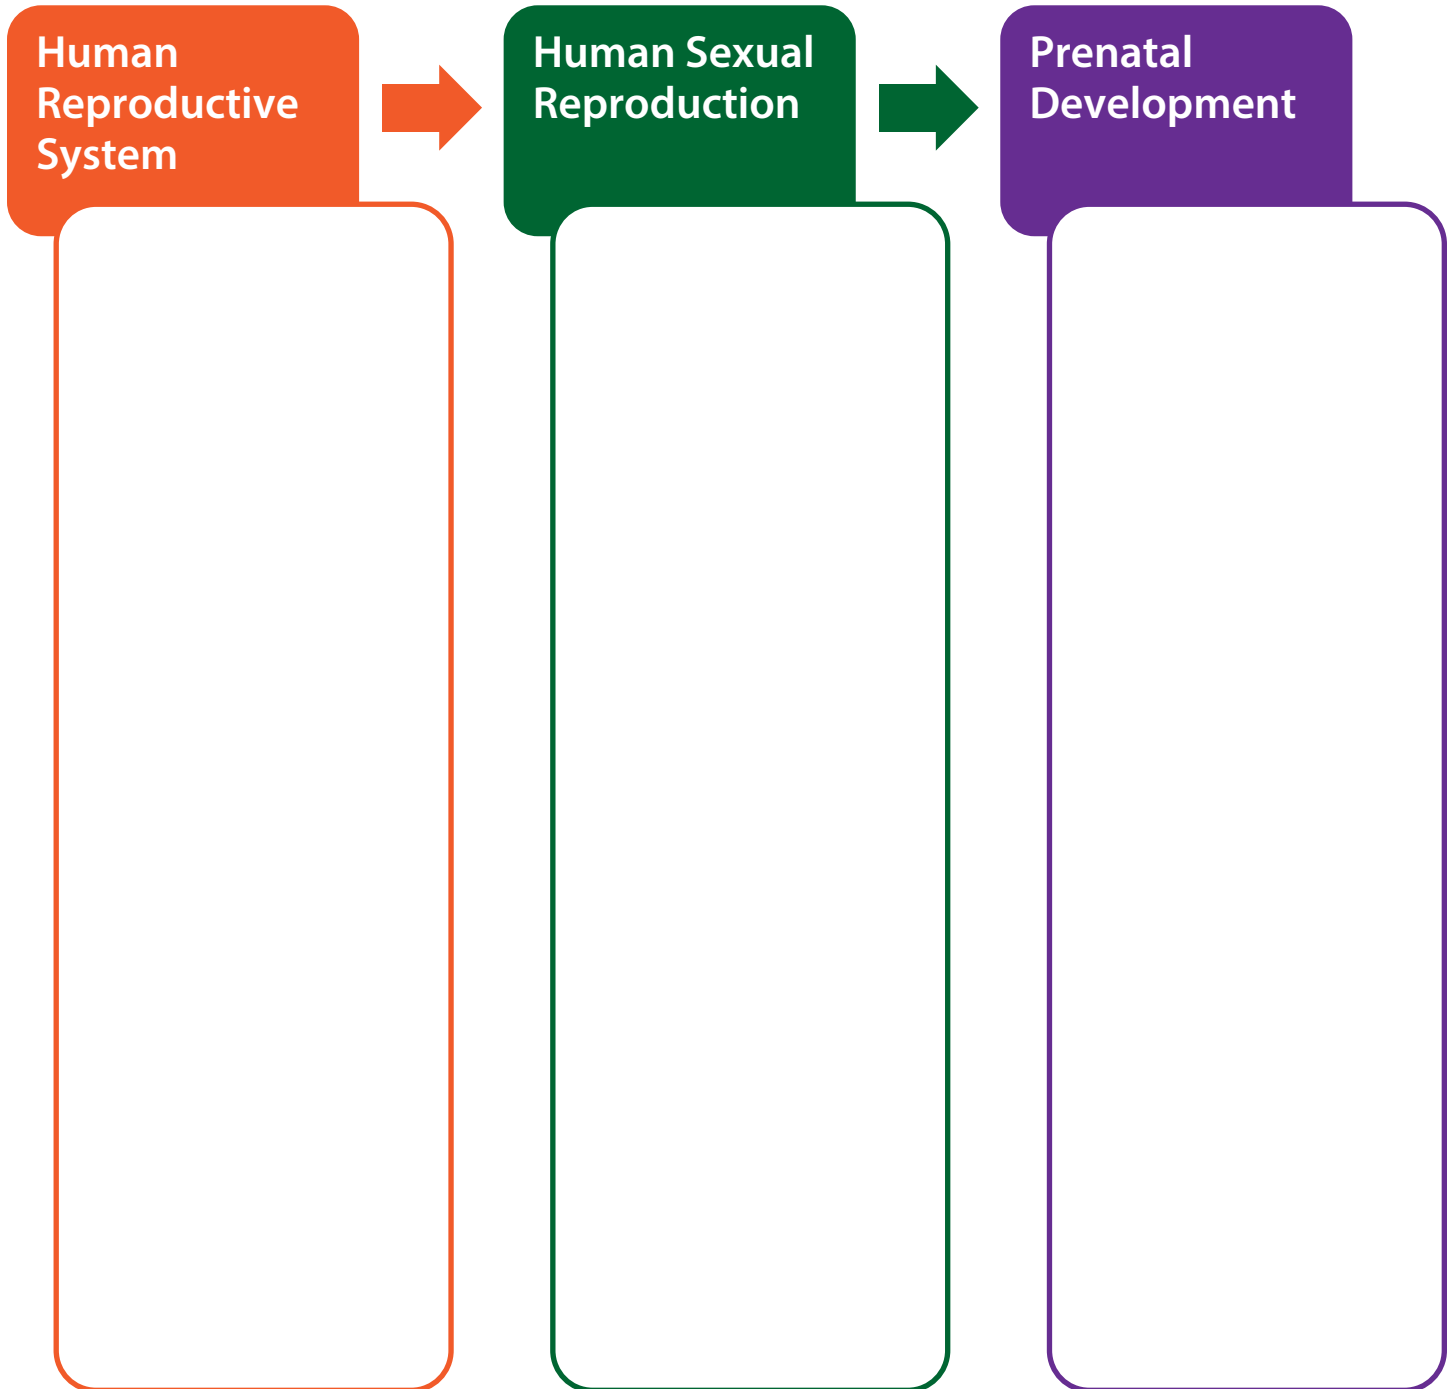 Human
Reproductive
System
Human Sexual
Reproduction
Prenatal
Development